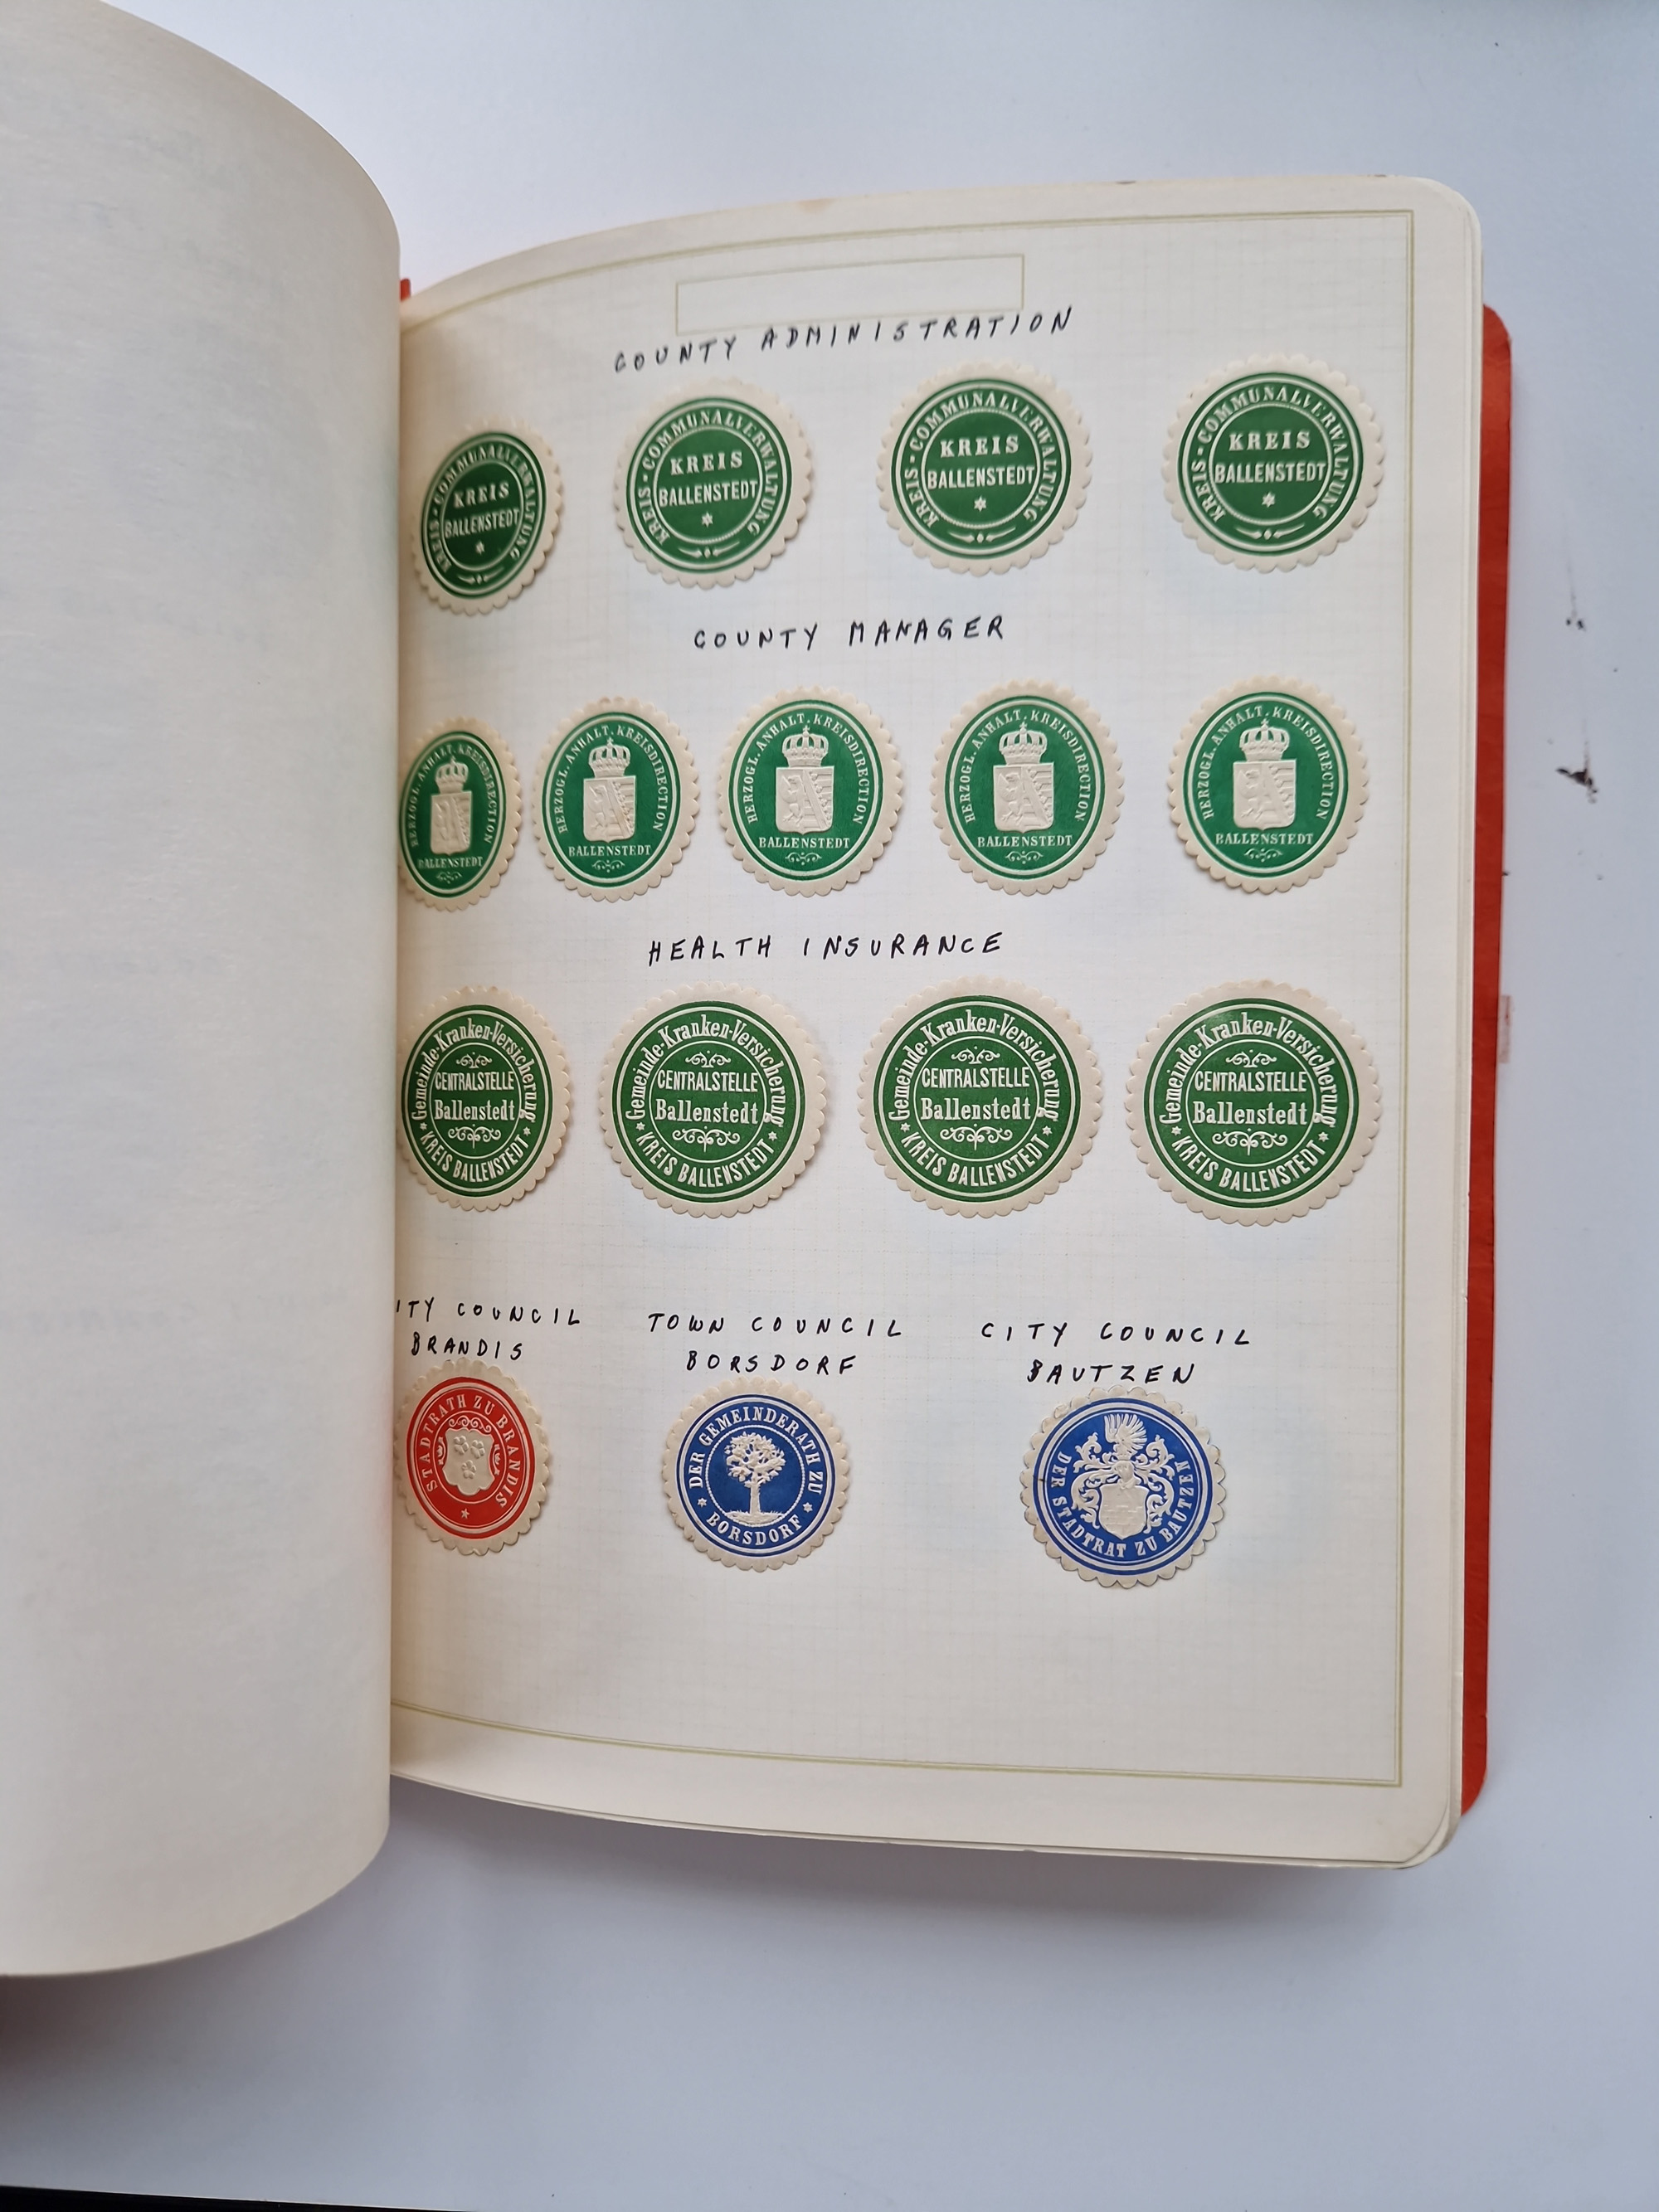 COUNTY ADMINISTRATION
KREIS-COMMUNALVERWALTUNG
KREIS
BALLENSTEDT
KREIS-COMMUNALVERWALTUNG
KREIS
BALLENSTEDT
KREIS-COMMUNALVERWALTUNG
KREIS
BALLENSTEDT
KREIS-COMMUNALVERWALTUNG
KREIS
BALLENSTEDT
COUNTY MANAGER
HERZOGL. ANHALT. KREISDIRECTION
BALLENSTEDT
HERZOGL. ANHALT. KREISDIRECTION
BALLENSTEDT
HERZOGL. ANHALT. KREISDIRECTION
BALLENSTEDT
HERZOGL. ANHALT. KREISDIRECTION
BALLENSTEDT
HERZOGL. ANHALT. KREISDIRECTION
BALLENSTEDT
HEALTH INSURANCE
Gemeinde-Kranken-Versicherung
CENTRALSTELLE
Ballenstedt
KREIS BALLENSTEDT
Gemeinde-Kranken-Versicherung
CENTRALSTELLE
Ballenstedt
KREIS BALLENSTEDT
Gemeinde-Kranken-Versicherung
CENTRALSTELLE
Ballenstedt
KREIS BALLENSTEDT
Gemeinde-Kranken-Versicherung
CENTRALSTELLE
Ballenstedt
KREIS BALLENSTEDT
ITY COUNCIL
BRANDIS
STADTRATH ZU BRANDIS
TOWN COUNCIL
BORSDORF
DER GEMEINDERATH ZU
BORSDORF
CITY COUNCIL
BAUTZEN
DER STADTRAT ZU BAUTZEN